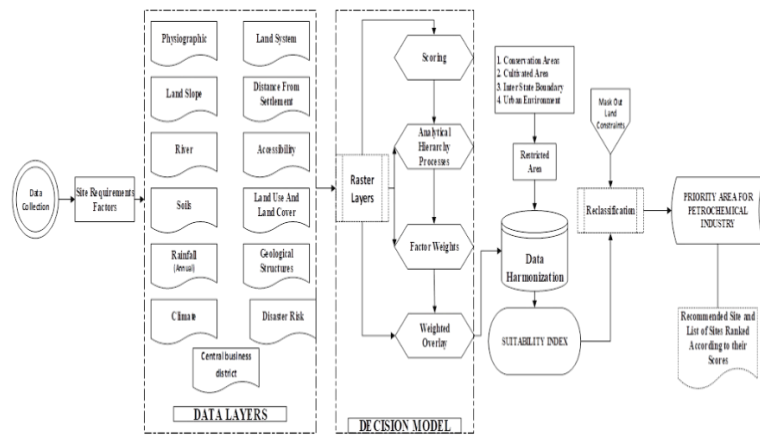 Data
Collection
Site Requirements
Factors
Physiographic
Land System
Land Slope
Distance From
Settlement
River
Accessibility
Soils
Land Use And
Land Cover
Rainfall
(Annual)
Geological
Structures
Climate
Disaster Risk
Central business
district
DATA LAYERS
Raster
Layers
Scoring
Analytical
Hierarchy
Processes
Factor Weights
Weighted
Overlay
DECISION MODEL
1. Conservation Areas
2. Cultivated Area
3. Inter State Boundary
4. Urban Environment
Restricted
Area
Data
Harmonization
SUITABILITY INDEX
Mask Out
Land
Constraints
Reclassification
PRIORITY AREA FOR
PETROCHEMICAL
INDUSTRY
Recommended Site and
List of Sites Ranked
According to their
Scores